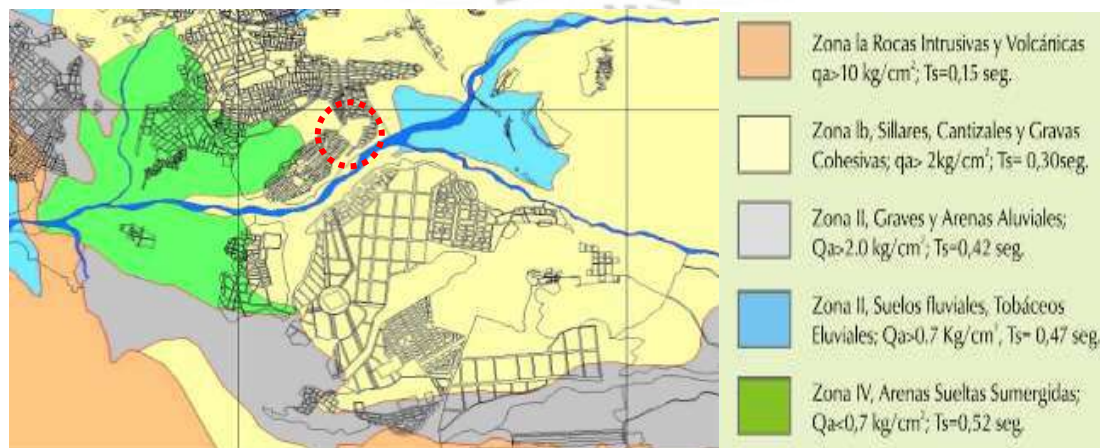 Zona la Rocas Intrusivas y Volcánicas
qa>10 kg/cm²; Ts=0,15 seg.
Zona lb, Sillares, Cantizales y Gravas
Cohesivas; qa> 2kg/cm²; Ts= 0,30seg.
Zona II, Graves y Arenas Aluviales;
Qa>2.0 kg/cm²; Ts=0,42 seg.
Zona II, Suelos fluviales, Tobáceos
Eluviales; Qa>0.7 Kg/cm², Ts= 0,47 seg.
Zona IV, Arenas Sueltas Sumergidas;
Qa<0,7 kg/cm²; Ts=0,52 seg.